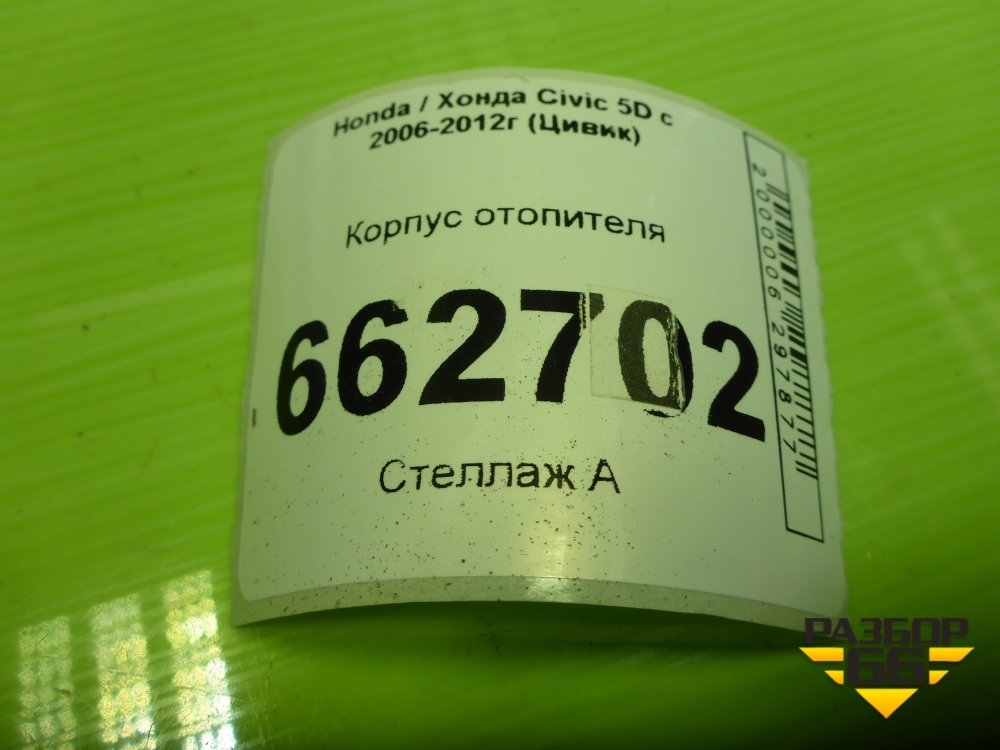 Honda / Хонда Civic 5D с
2006-2012г (Цивик)
Корпус отопителя
662702
Стеллаж А
2000006297877
РАЗБОР
66